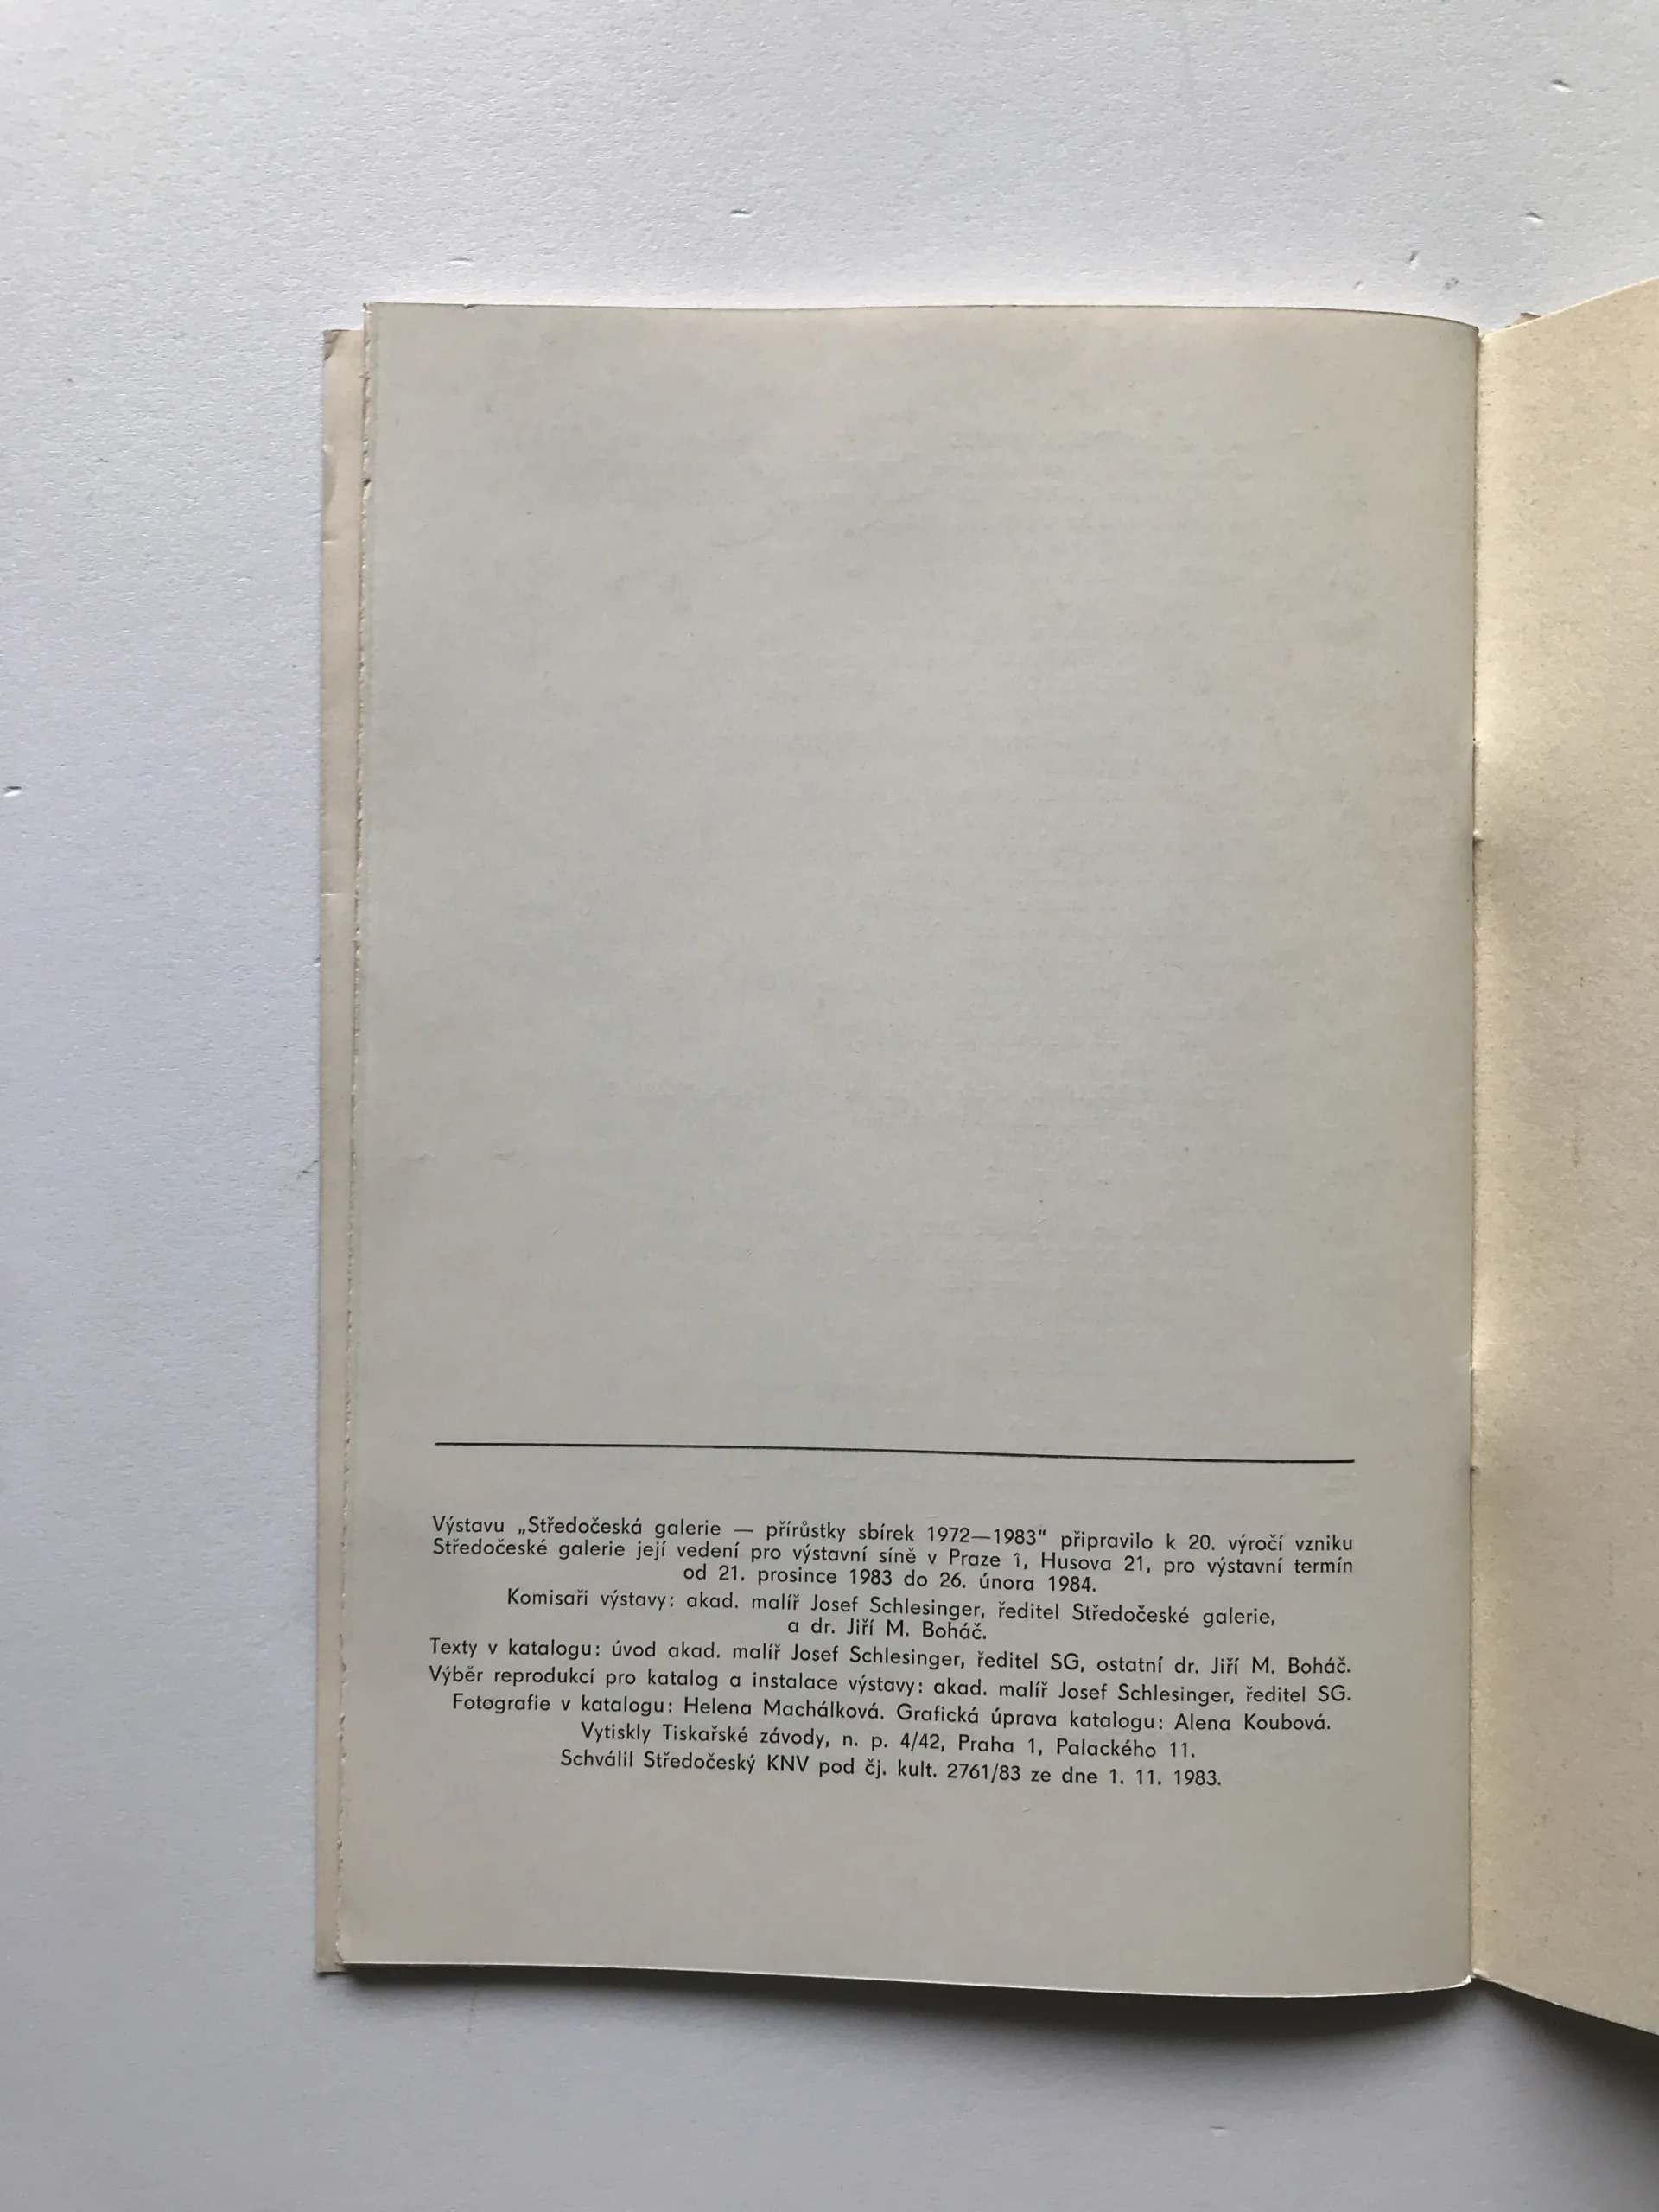 Výstavu „Středočeská galerie — přírůstky sbírek 1972—1983" připravilo k 20. výročí vzniku
Středočeské galerie její vedení pro výstavní síně v Praze 1, Husova 21, pro výstavní termín
od 21. prosince 1983 do 26. února 1984.
Komisaři výstavy: akad. malíř Josef Schlesinger, ředitel Středočeské galerie,
a dr. Jiří M. Boháč.
Texty v katalogu: úvod akad. malíř Josef Schlesinger, ředitel SG, ostatní dr. Jiří M. Boháč.
Výběr reprodukcí pro katalog a instalace výstavy: akad. malíř Josef Schlesinger, ředitel SG.
Fotografie v katalogu: Helena Machálková. Grafická úprava katalogu: Alena Koubová.
Vytiskly Tiskařské závody, n. p. 4/42, Praha 1, Palackého 11.
Schválil Středočeský KNV pod čj. kult. 2761/83 ze dne 1. 11. 1983.